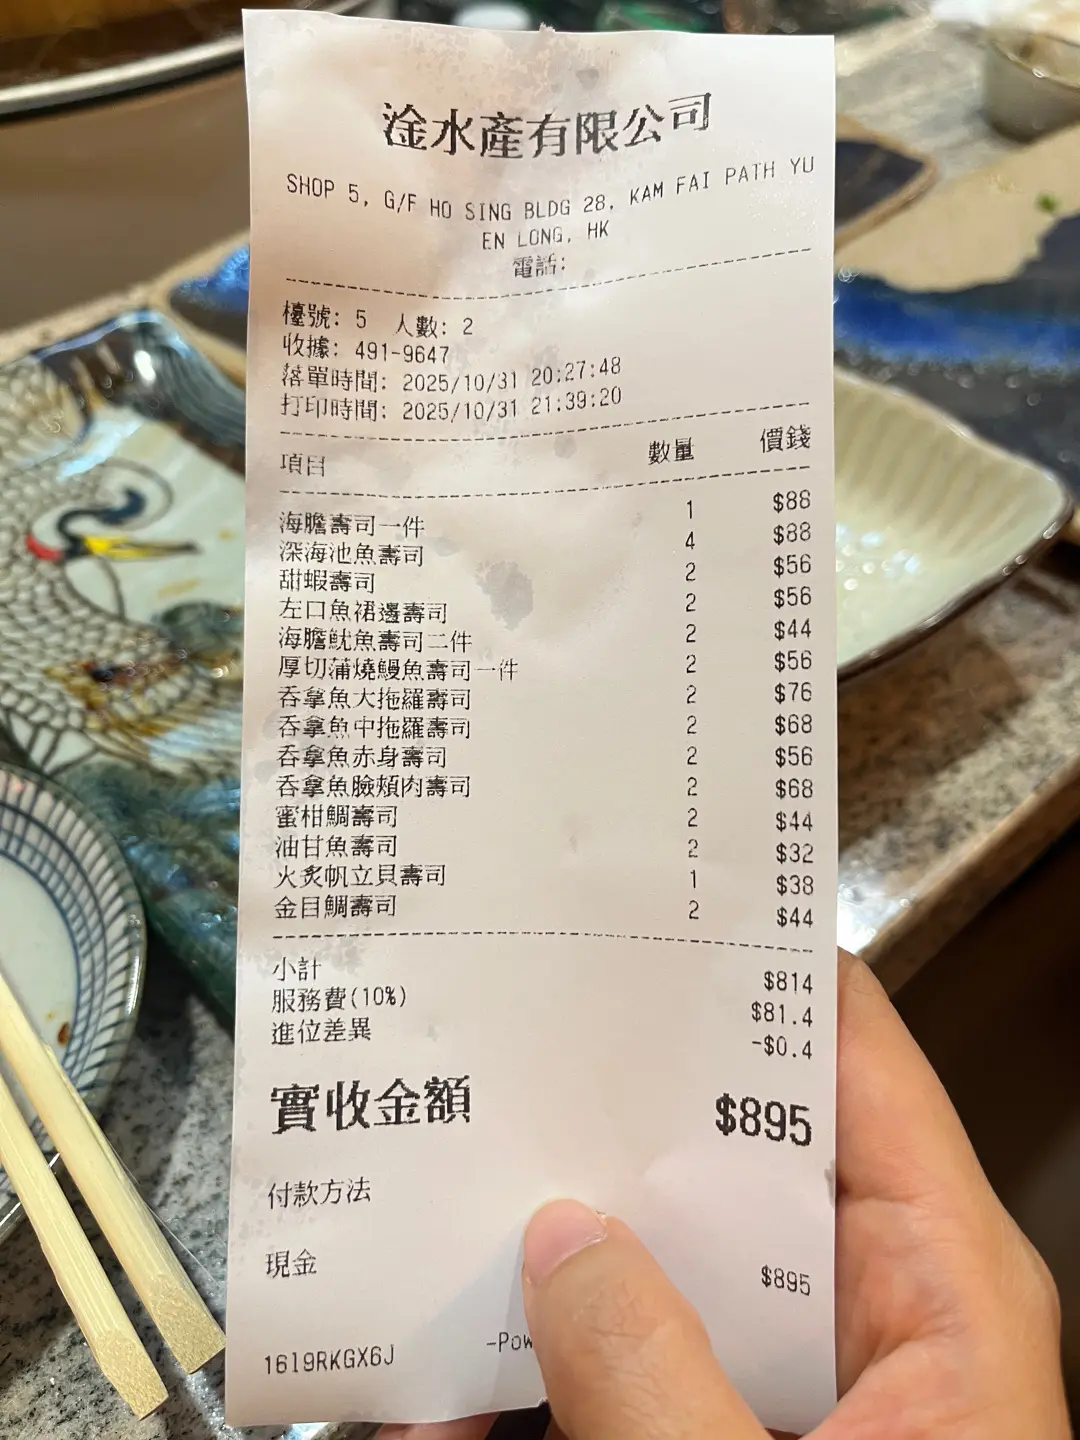 淦水產有限公司
SHOP 5, G/F HO SING BLDG 28, KAM FAI PATH YU
EN LONG, HK
電話:
檯號: 5 人數: 2
收據: 491-9647
落單時間: 2025/10/31 20:27:48
打印時間: 2025/10/31 21:39:20
項目 數量 價錢
海膽壽司一件 1 $88
深海池魚壽司 4 $88
甜蝦壽司 2 $56
左口魚裙邊壽司 2 $56
海膽魷魚壽司二件 2 $44
厚切蒲燒鰻魚壽司一件 2 $56
吞拿魚大拖羅壽司 2 $76
吞拿魚中拖羅壽司 2 $68
吞拿魚赤身壽司 2 $56
吞拿魚臉頰肉壽司 2 $68
蜜柑鯛壽司 2 $44
油甘魚壽司 2 $32
火炙帆立貝壽司 1 $38
金目鯛壽司 2 $44
小計 $814
服務費(10%) $81.4
進位差異 -$0.4
實收金額 $895
付款方法
現金 $895
1619RKGX6J